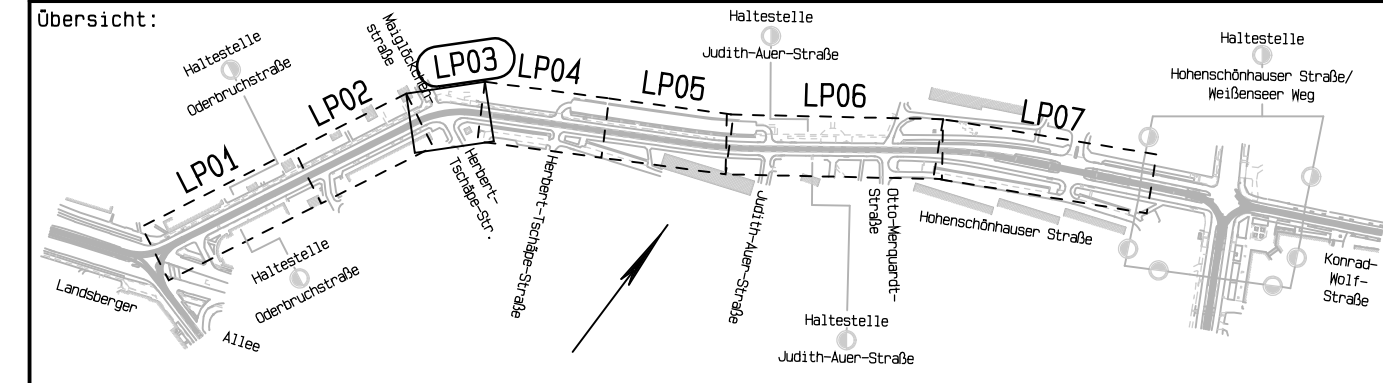 Übersicht:
Haltestelle
Oderbruchstraße
Maiglöckchen-
straße
LP03
LP04
LP05
Haltestelle
Judith-Auer-Straße
LP06
LP07
Haltestelle
Hohenschönhauser Straße/
Weißenseer Weg
LP02
LP01
Landsberger
Allee
Haltestelle
Oderbruchstraße
Herbert-
Tschäpe-Str.
Herbert-Tschäpe-Straße
Judith-Auer-Straße
Haltestelle
Judith-Auer-Straße
Otto-Marquardt-
Straße
Hohenschönhauser Straße
Konrad-
Wolf-
Straße